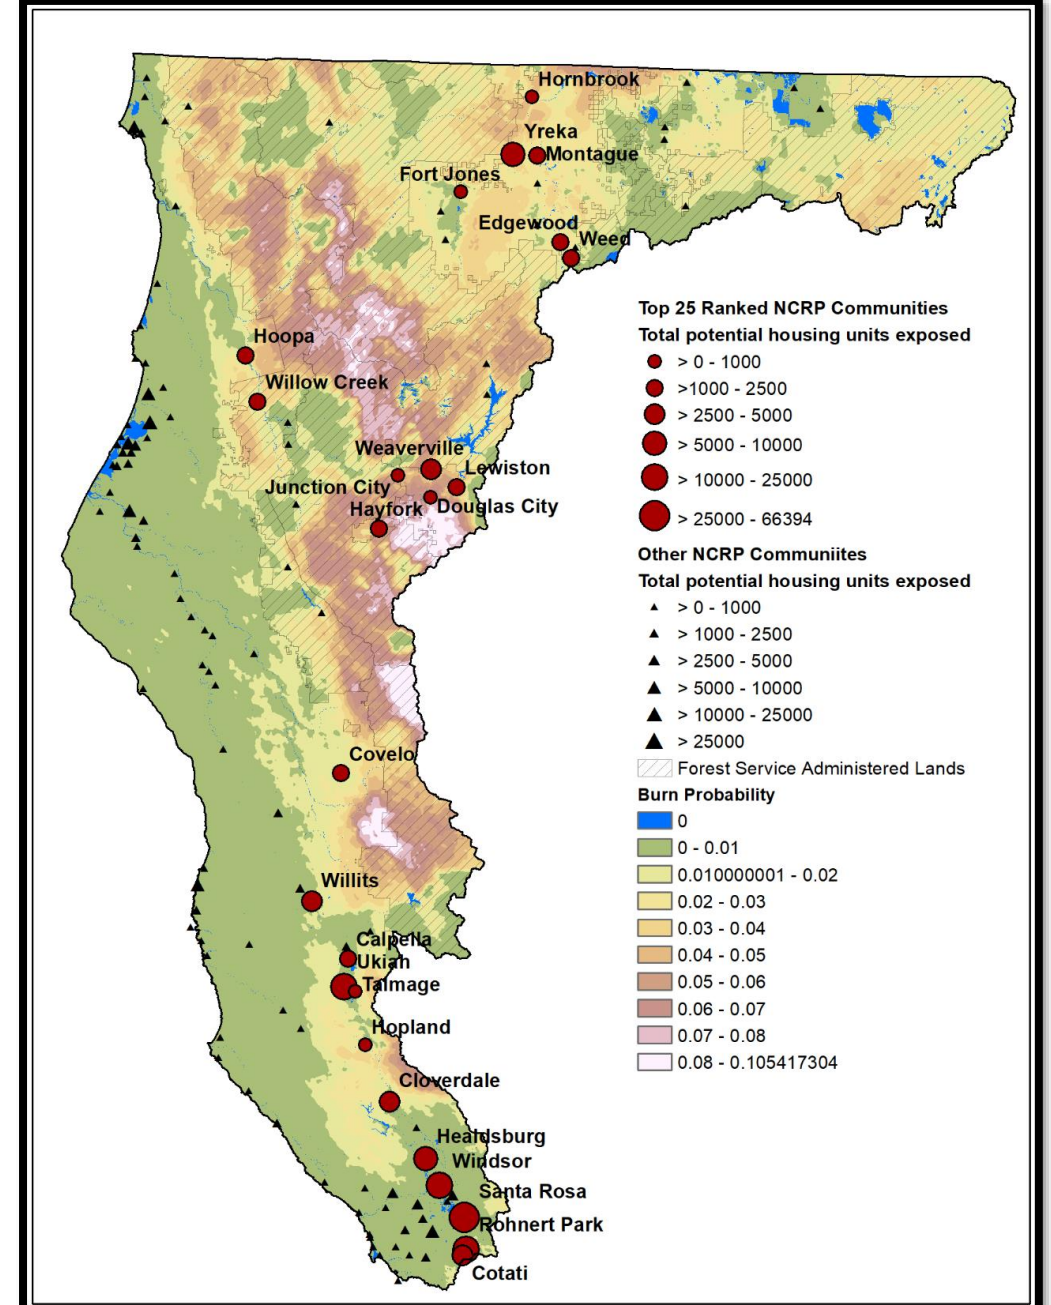 Hornbrook
Yreka
Montague
Fort Jones
Edgewood
Weed
Top 25 Ranked NCRP Communities
Total potential housing units exposed
> 0 - 1000
>1000 - 2500
> 2500 - 5000
> 5000 - 10000
> 10000 - 25000
> 25000 - 66394
Other NCRP Communiites
Total potential housing units exposed
> 0 - 1000
> 1000 - 2500
> 2500 - 5000
> 5000 - 10000
> 10000 - 25000
> 25000
Forest Service Administered Lands
Burn Probability
0
0 - 0.01
0.010000001 - 0.02
0.02 - 0.03
0.03 - 0.04
0.04 - 0.05
0.05 - 0.06
0.06 - 0.07
0.07 - 0.08
0.08 - 0.105417304
Hoopa
Willow Creek
Weaverville
Lewiston
Junction City
Hayfork
Douglas City
Covelo
Willits
Calpella
Ukiah
Talmage
Hopland
Cloverdale
Healdsburg
Windsor
Santa Rosa
Rohnert Park
Cotati